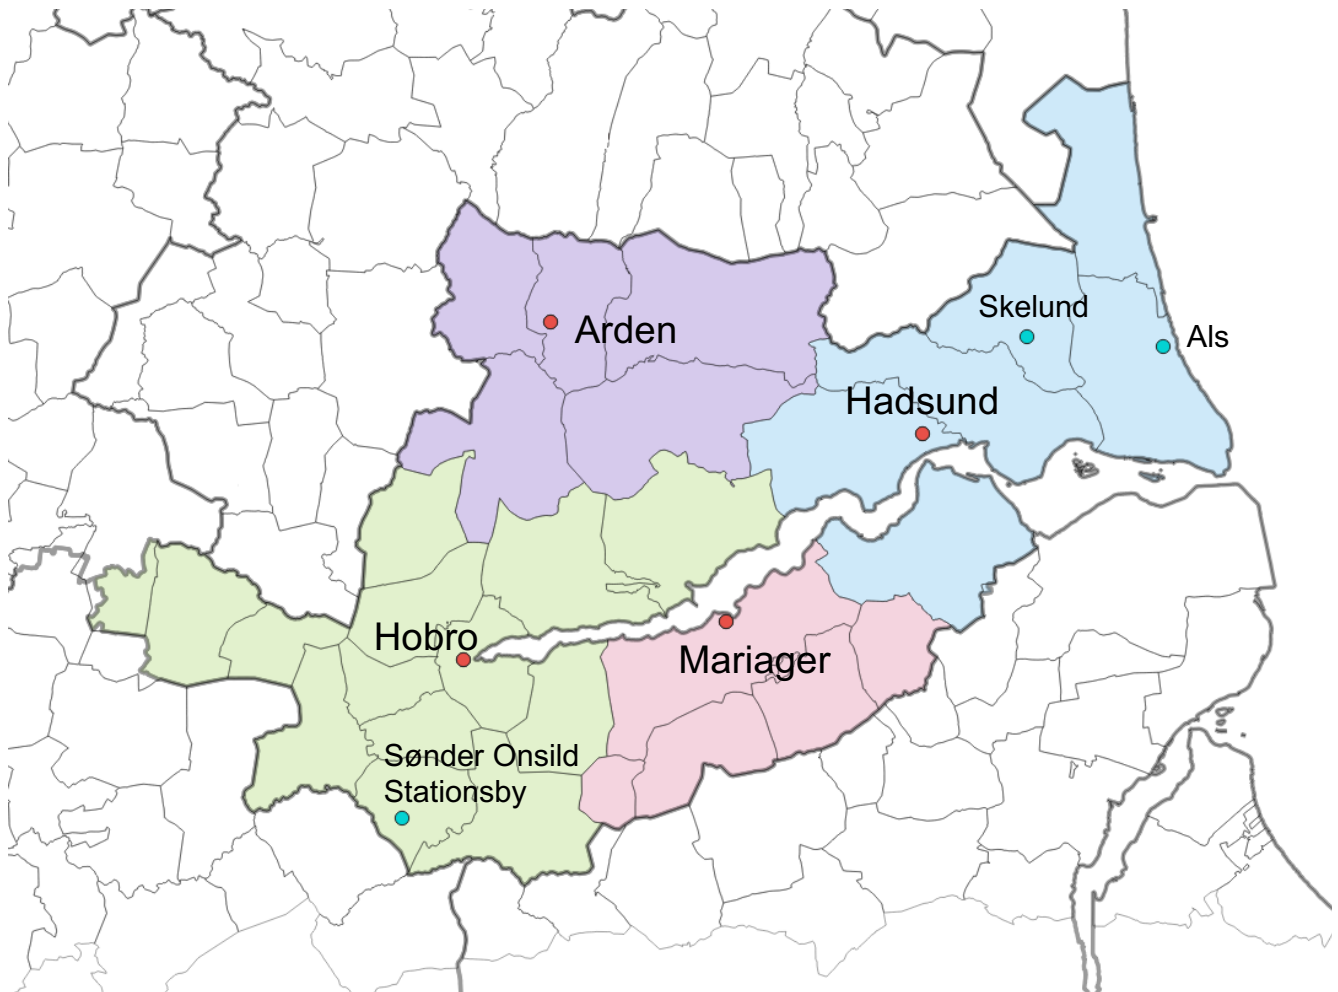 Skelund
Arden
Als
Hadsund
Hobro
Mariager
Sønder Onsild
Stationsby